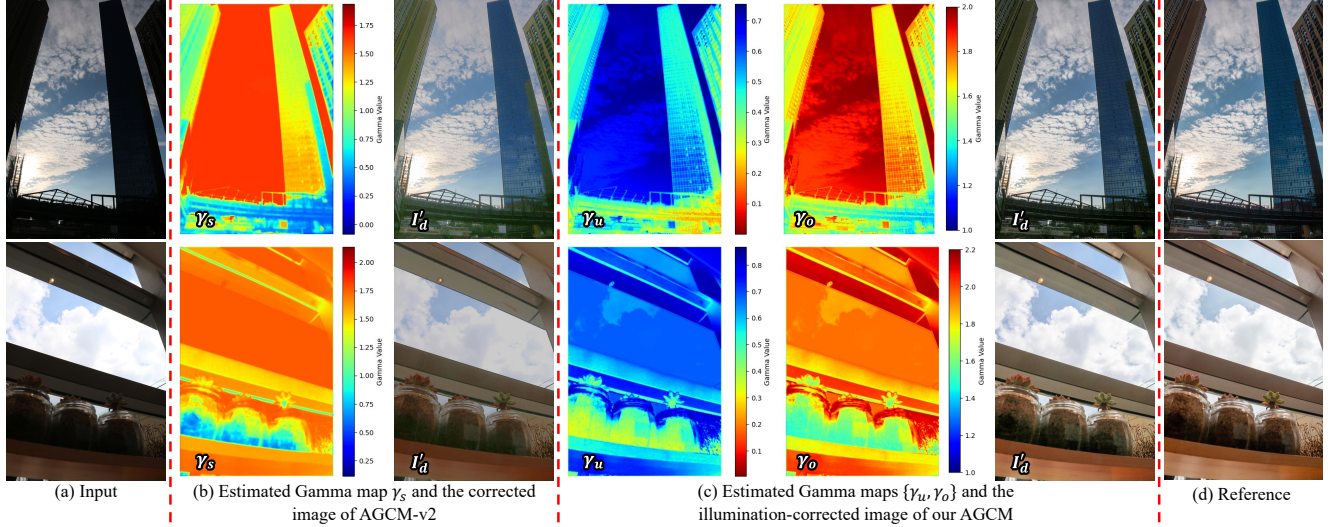 1.75
1.50
1.25
1.00
0.75
0.50
0.25
0.00
Gamma Value
γs
I′d
0.7
0.6
0.5
0.4
0.3
0.2
0.1
Gamma Value
γu
2.0
1.8
1.6
1.4
1.2
1.0
Gamma Value
γo
I′d
2.00
1.75
1.50
1.25
1.00
0.75
0.50
0.25
Gamma Value
γs
I′d
0.8
0.7
0.6
0.5
0.4
0.3
0.2
0.1
Gamma Value
γu
2.2
2.0
1.8
1.6
1.4
1.2
1.0
Gamma Value
γo
I′d
(a) Input
(b) Estimated Gamma map γs and the corrected
image of AGCM-v2
(c) Estimated Gamma maps {γu, γo} and the
illumination-corrected image of our AGCM
(d) Reference